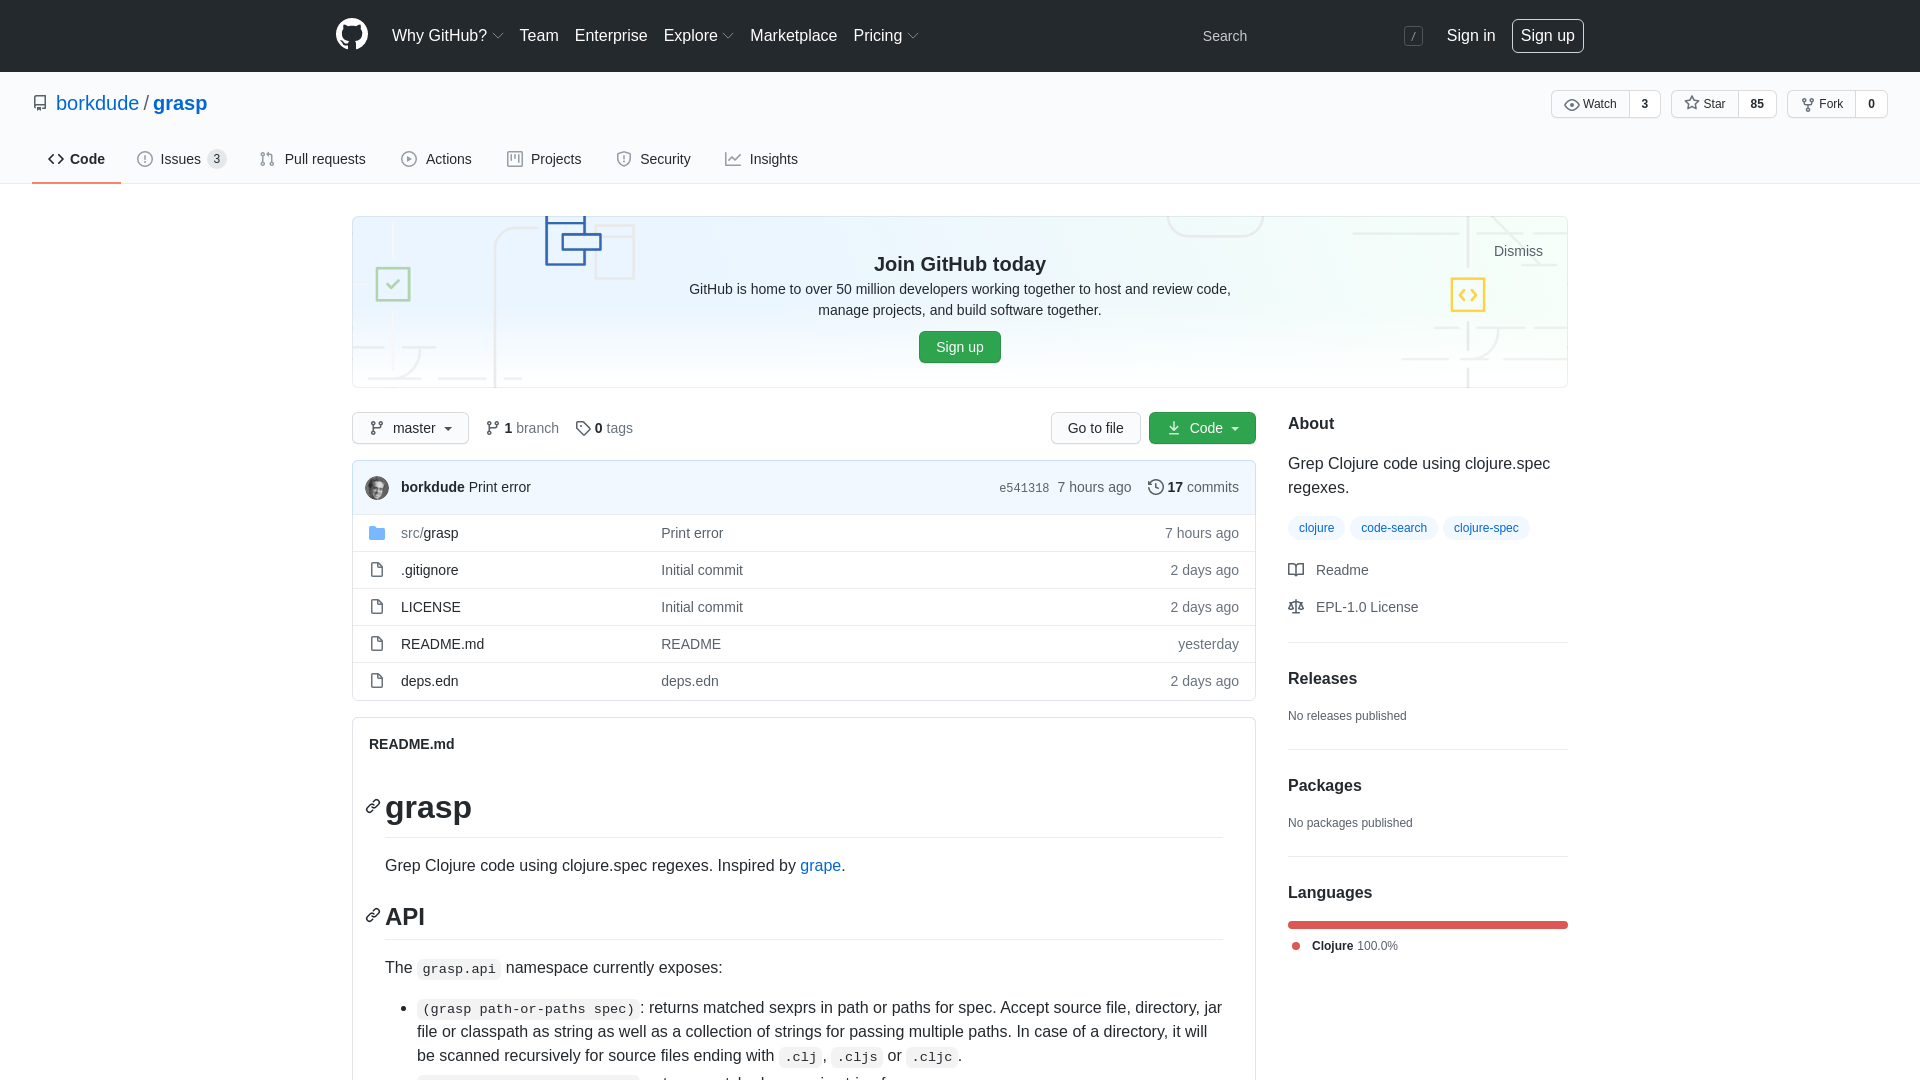 Why GitHub? Team Enterprise Explore Marketplace Pricing Search / Sign in Sign up
borkdude / grasp Watch 3 Star 85 Fork 0
Code Issues 3 Pull requests Actions Projects Security Insights
Dismiss
Join GitHub today
GitHub is home to over 50 million developers working together to host and review code,
manage projects, and build software together.
Sign up
master 1 branch 0 tags Go to file Code
borkdude Print error e541318 7 hours ago 17 commits
src/grasp Print error 7 hours ago
.gitignore Initial commit 2 days ago
LICENSE Initial commit 2 days ago
README.md README yesterday
deps.edn deps.edn 2 days ago
README.md
grasp
Grep Clojure code using clojure.spec regexes. Inspired by grape.
API
The grasp.api namespace currently exposes:
(grasp path-or-paths spec): returns matched sexprs in path or paths for spec. Accept source file, directory, jar
file or classpath as string as well as a collection of strings for passing multiple paths. In case of a directory, it will
be scanned recursively for source files ending with .clj, .cljs or .cljc.
About
Grep Clojure code using clojure.spec
regexes.
clojure code-search clojure-spec
Readme
EPL-1.0 License
Releases
No releases published
Packages
No packages published
Languages
Clojure 100.0%